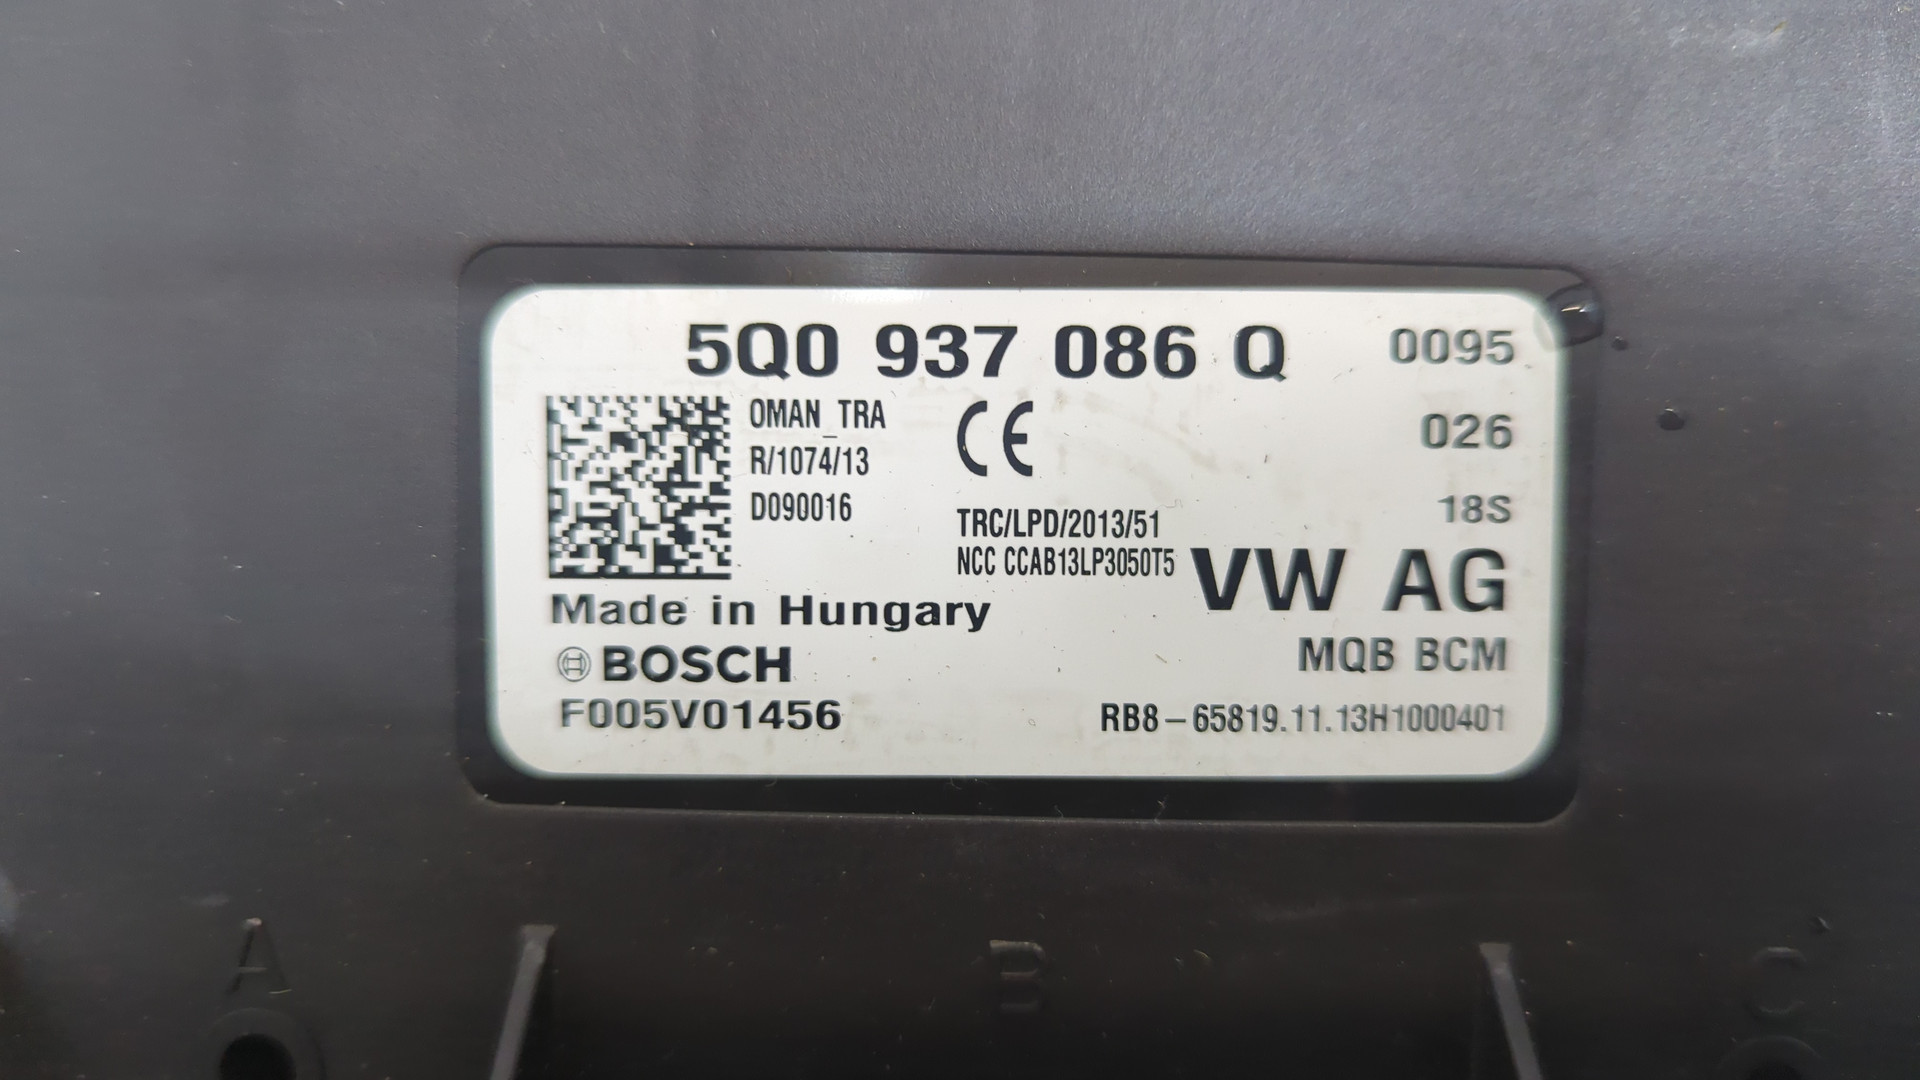 5Q0 937 086 Q 0095
OMAN_TRA
R/1074/13
D090016
CE
026
18S
TRC/LPD/2013/51
NCC CCAB13LP3050T5
VW AG
Made in Hungary
MQB BCM
BOSCH
F005V01456
RB8-65819.11.13H1000401
A B C